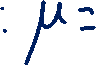 : μ =